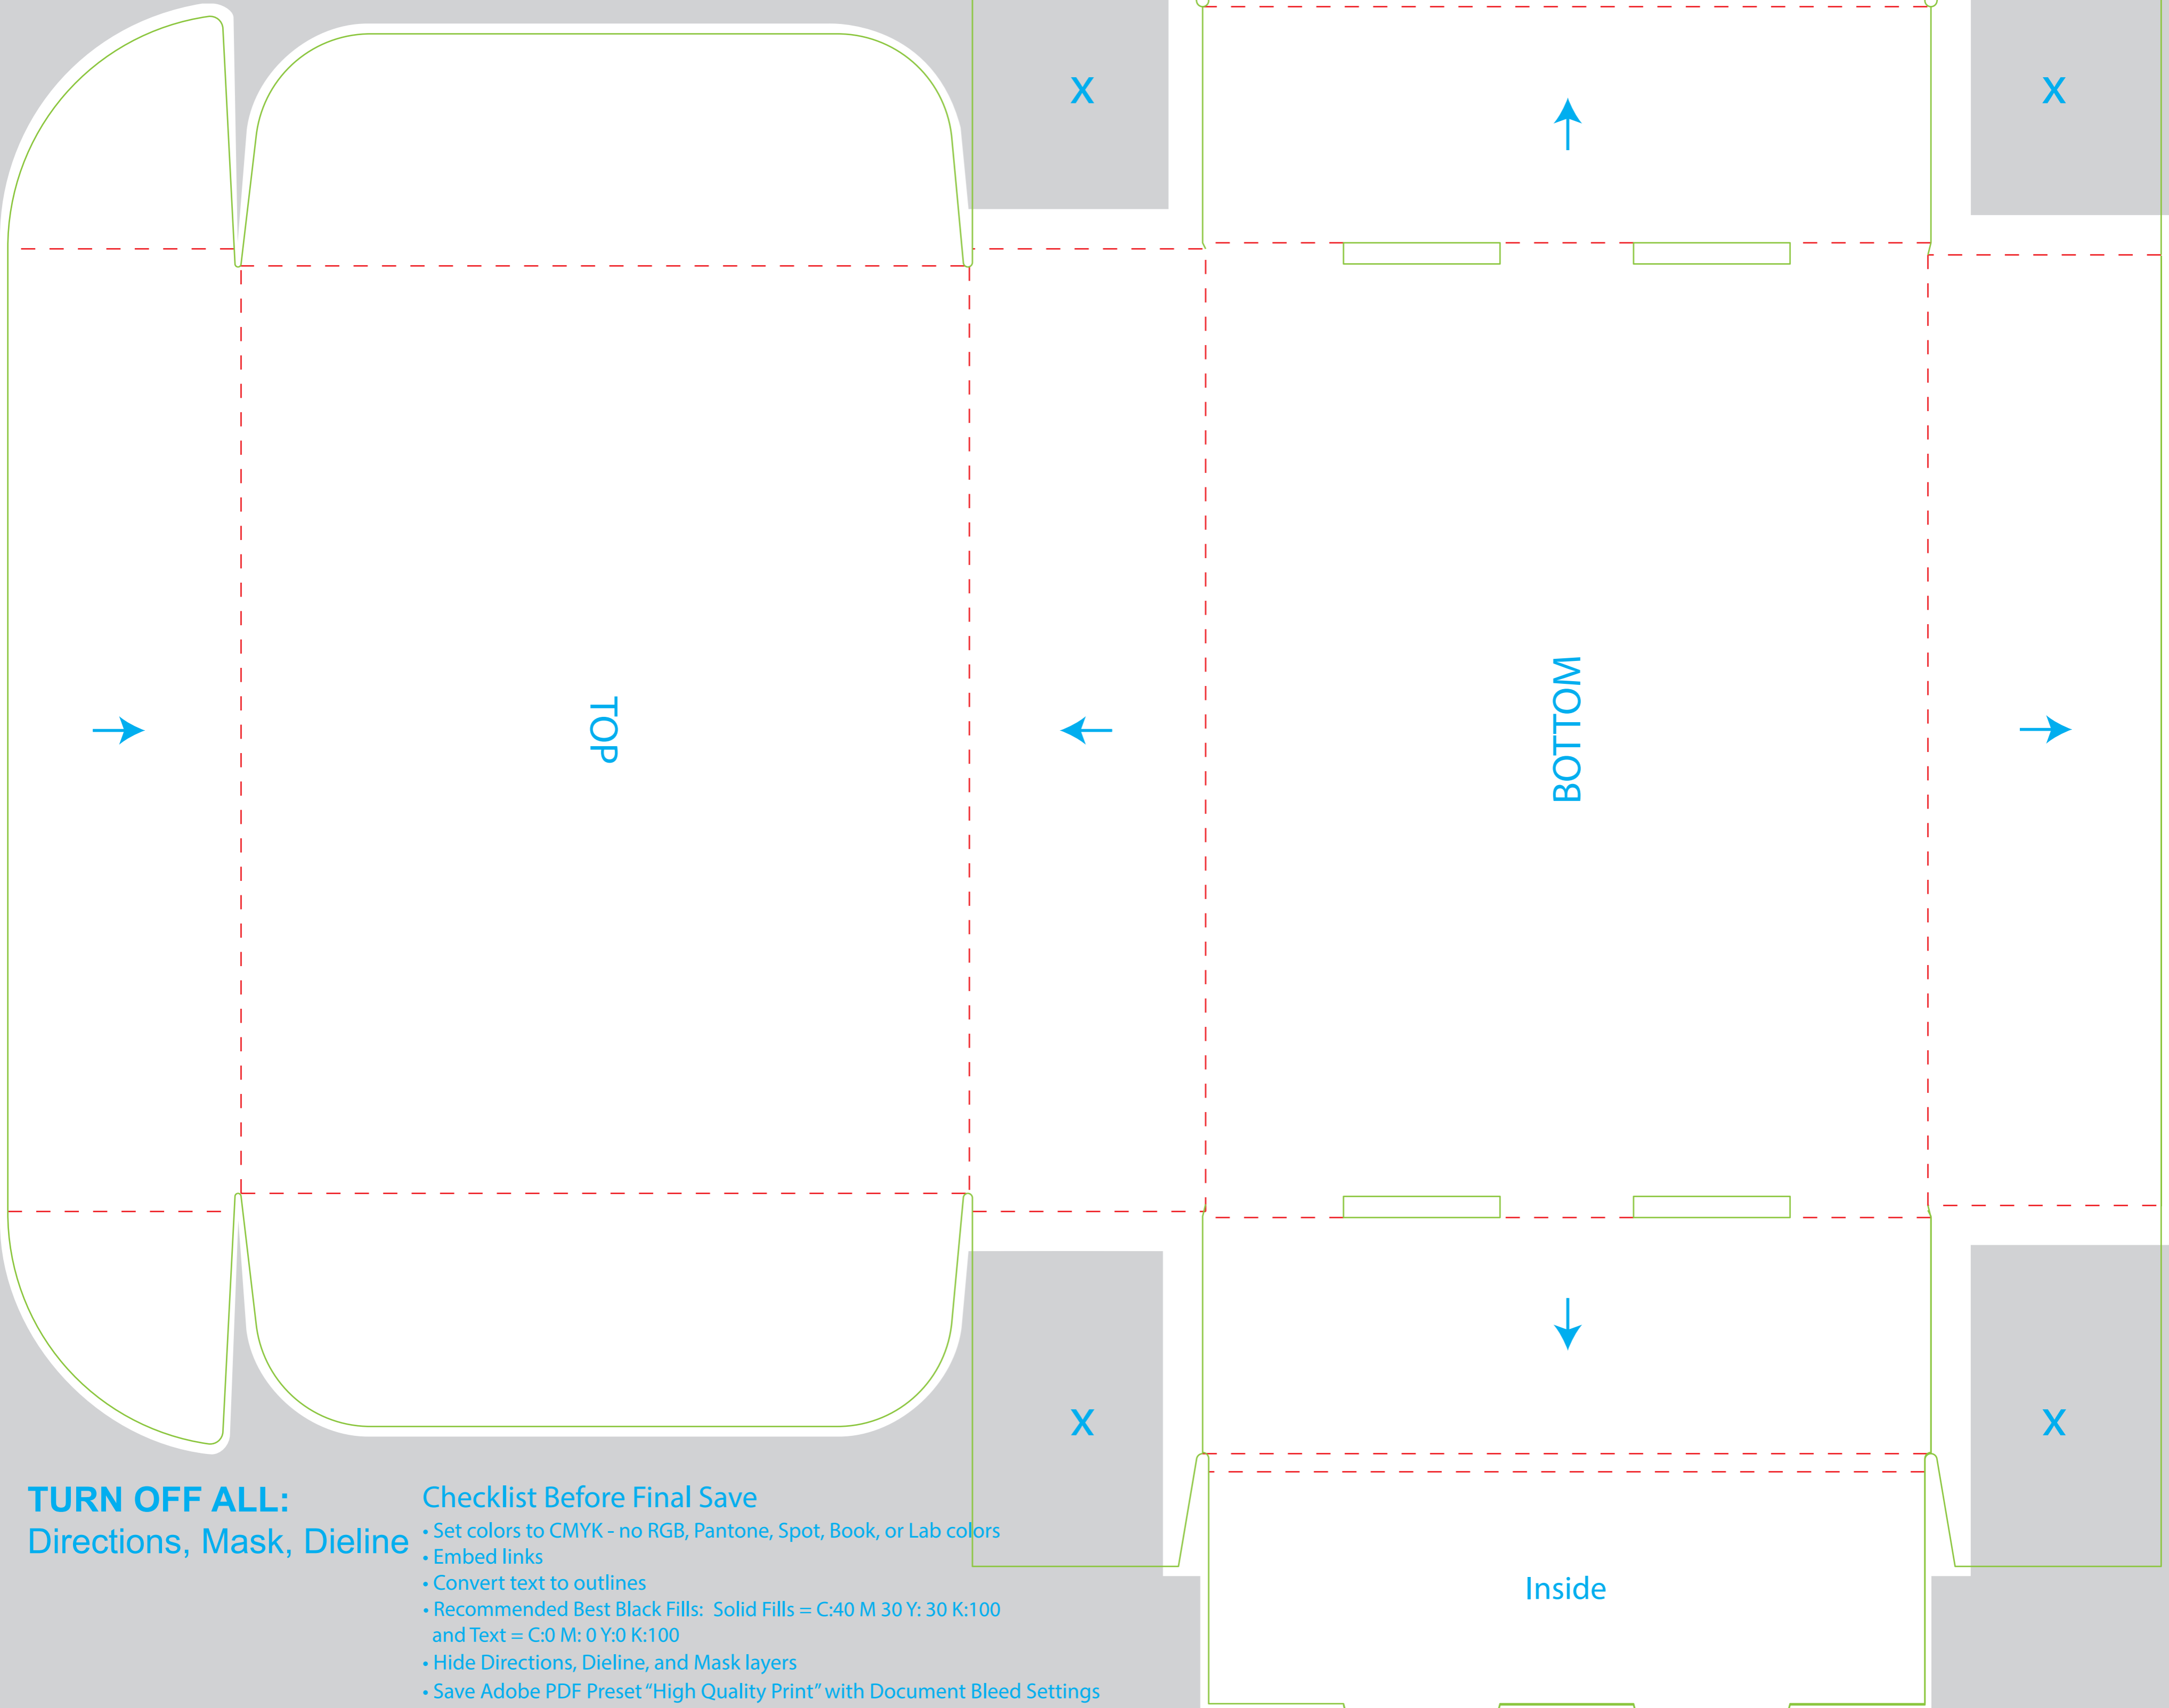 X
X
TOP
BOTTOM
X
X
TURN OFF ALL:
Directions, Mask, Dieline
Checklist Before Final Save
• Set colors to CMYK - no RGB, Pantone, Spot, Book, or Lab colors
• Embed links
• Convert text to outlines
• Recommended Best Black Fills:  Solid Fills = C:40 M 30 Y: 30 K:100
and Text = C:0 M: 0 Y:0 K:100
• Hide Directions, Dieline, and Mask layers
• Save Adobe PDF Preset “High Quality Print” with Document Bleed Settings
Inside